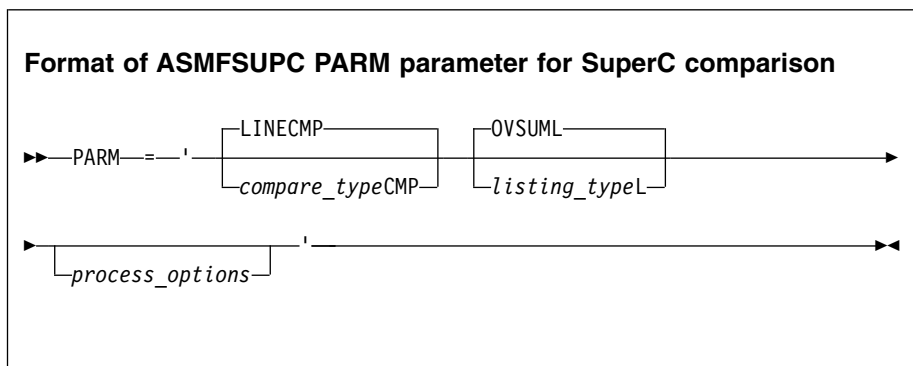 Format of ASMFSUPC PARM parameter for SuperC comparison
LINECMP OVSUML
PARM = '
compare_typeCMP listing_typeL
'
process_options